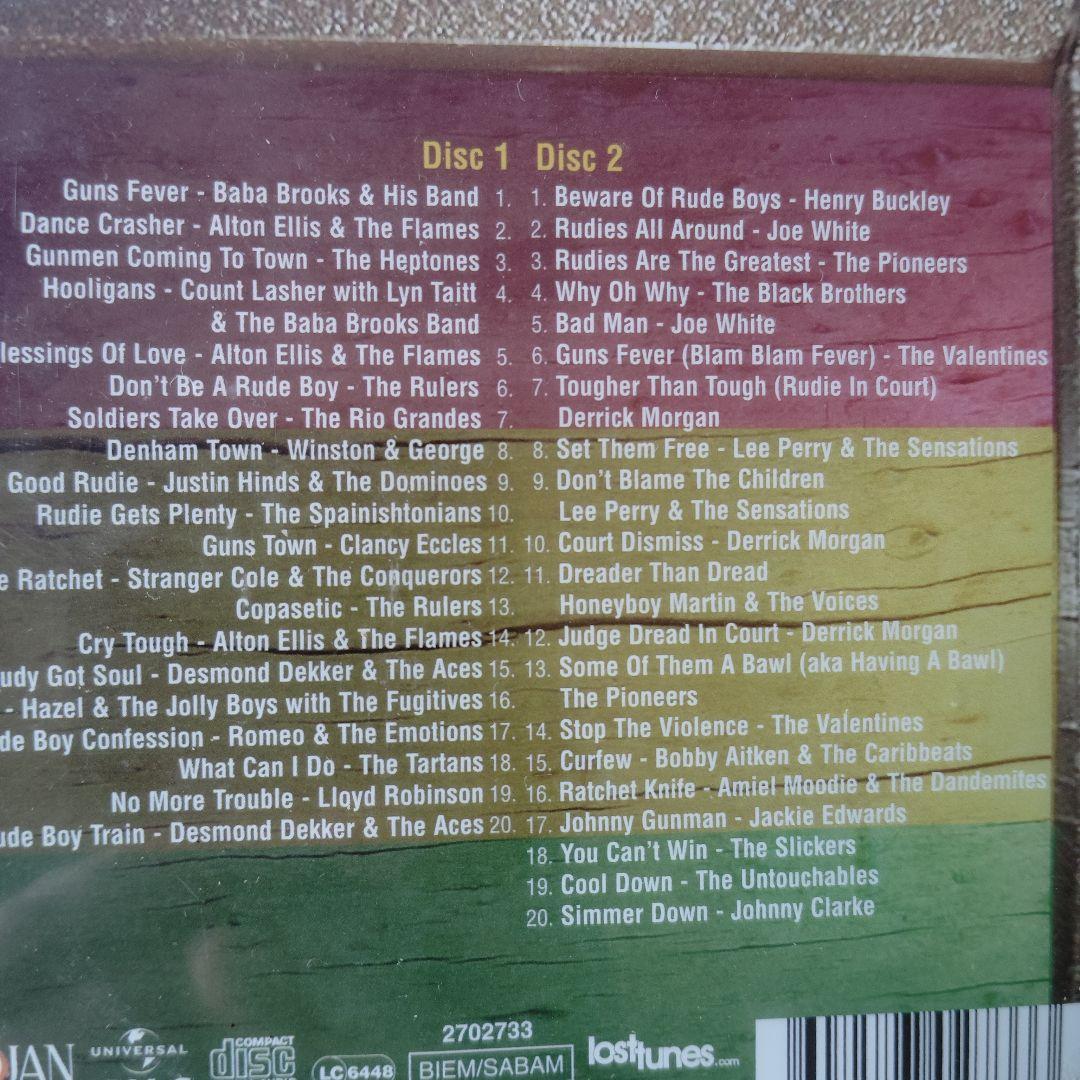 Disc 1
Guns Fever - Baba Brooks & His Band 1.
Dance Crasher - Alton Ellis & The Flames 2.
Gunmen Coming To Town - The Heptones 3.
Hooligans - Count Lasher with Lyn Taitt 4.
& The Baba Brooks Band
lessings Of Love - Alton Ellis & The Flames 5.
Don't Be A Rude Boy - The Rulers 6.
Soldiers Take Over - The Rio Grandes 7.
Denham Town - Winston & George 8.
Good Rudie - Justin Hinds & The Dominoes 9.
Rudie Gets Plenty - The Spainishtonians 10.
Guns Town - Clancy Eccles 11.
e Ratchet - Stranger Cole & The Conquerors 12.
Copasetic - The Rulers 13.
Cry Tough - Alton Ellis & The Flames 14.
udy Got Soul - Desmond Dekker & The Aces 15.
- Hazel & The Jolly Boys with The Fugitives 16.
de Boy Confession - Romeo & The Emotions 17.
What Can I Do - The Tartans 18.
No More Trouble - Lloyd Robinson 19.
ude Boy Train - Desmond Dekker & The Aces 20.
Disc 2
1. Beware Of Rude Boys - Henry Buckley
2. Rudies All Around - Joe White
3. Rudies Are The Greatest - The Pioneers
4. Why Oh Why - The Black Brothers
5. Bad Man - Joe White
6. Guns Fever (Blam Blam Fever) - The Valentines
7. Tougher Than Tough (Rudie In Court)
Derrick Morgan
8. Set Them Free - Lee Perry & The Sensations
9. Don't Blame The Children
Lee Perry & The Sensations
10. Court Dismiss - Derrick Morgan
11. Dreader Than Dread
Honeyboy Martin & The Voices
12. Judge Dread In Court - Derrick Morgan
13. Some Of Them A Bawl (aka Having A Bawl)
The Pioneers
14. Stop The Violence - The Valentines
15. Curfew - Bobby Aitken & The Caribbeats
16. Ratchet Knife - Amiel Moodie & The Dandemites
17. Johnny Gunman - Jackie Edwards
18. You Can't Win - The Slickers
19. Cool Down - The Untouchables
20. Simmer Down - Johnny Clarke
JAN
UNIVERSAL
COMPACT
disc
LC 6448
2702733
BIEM/SABAM
losttunes.com